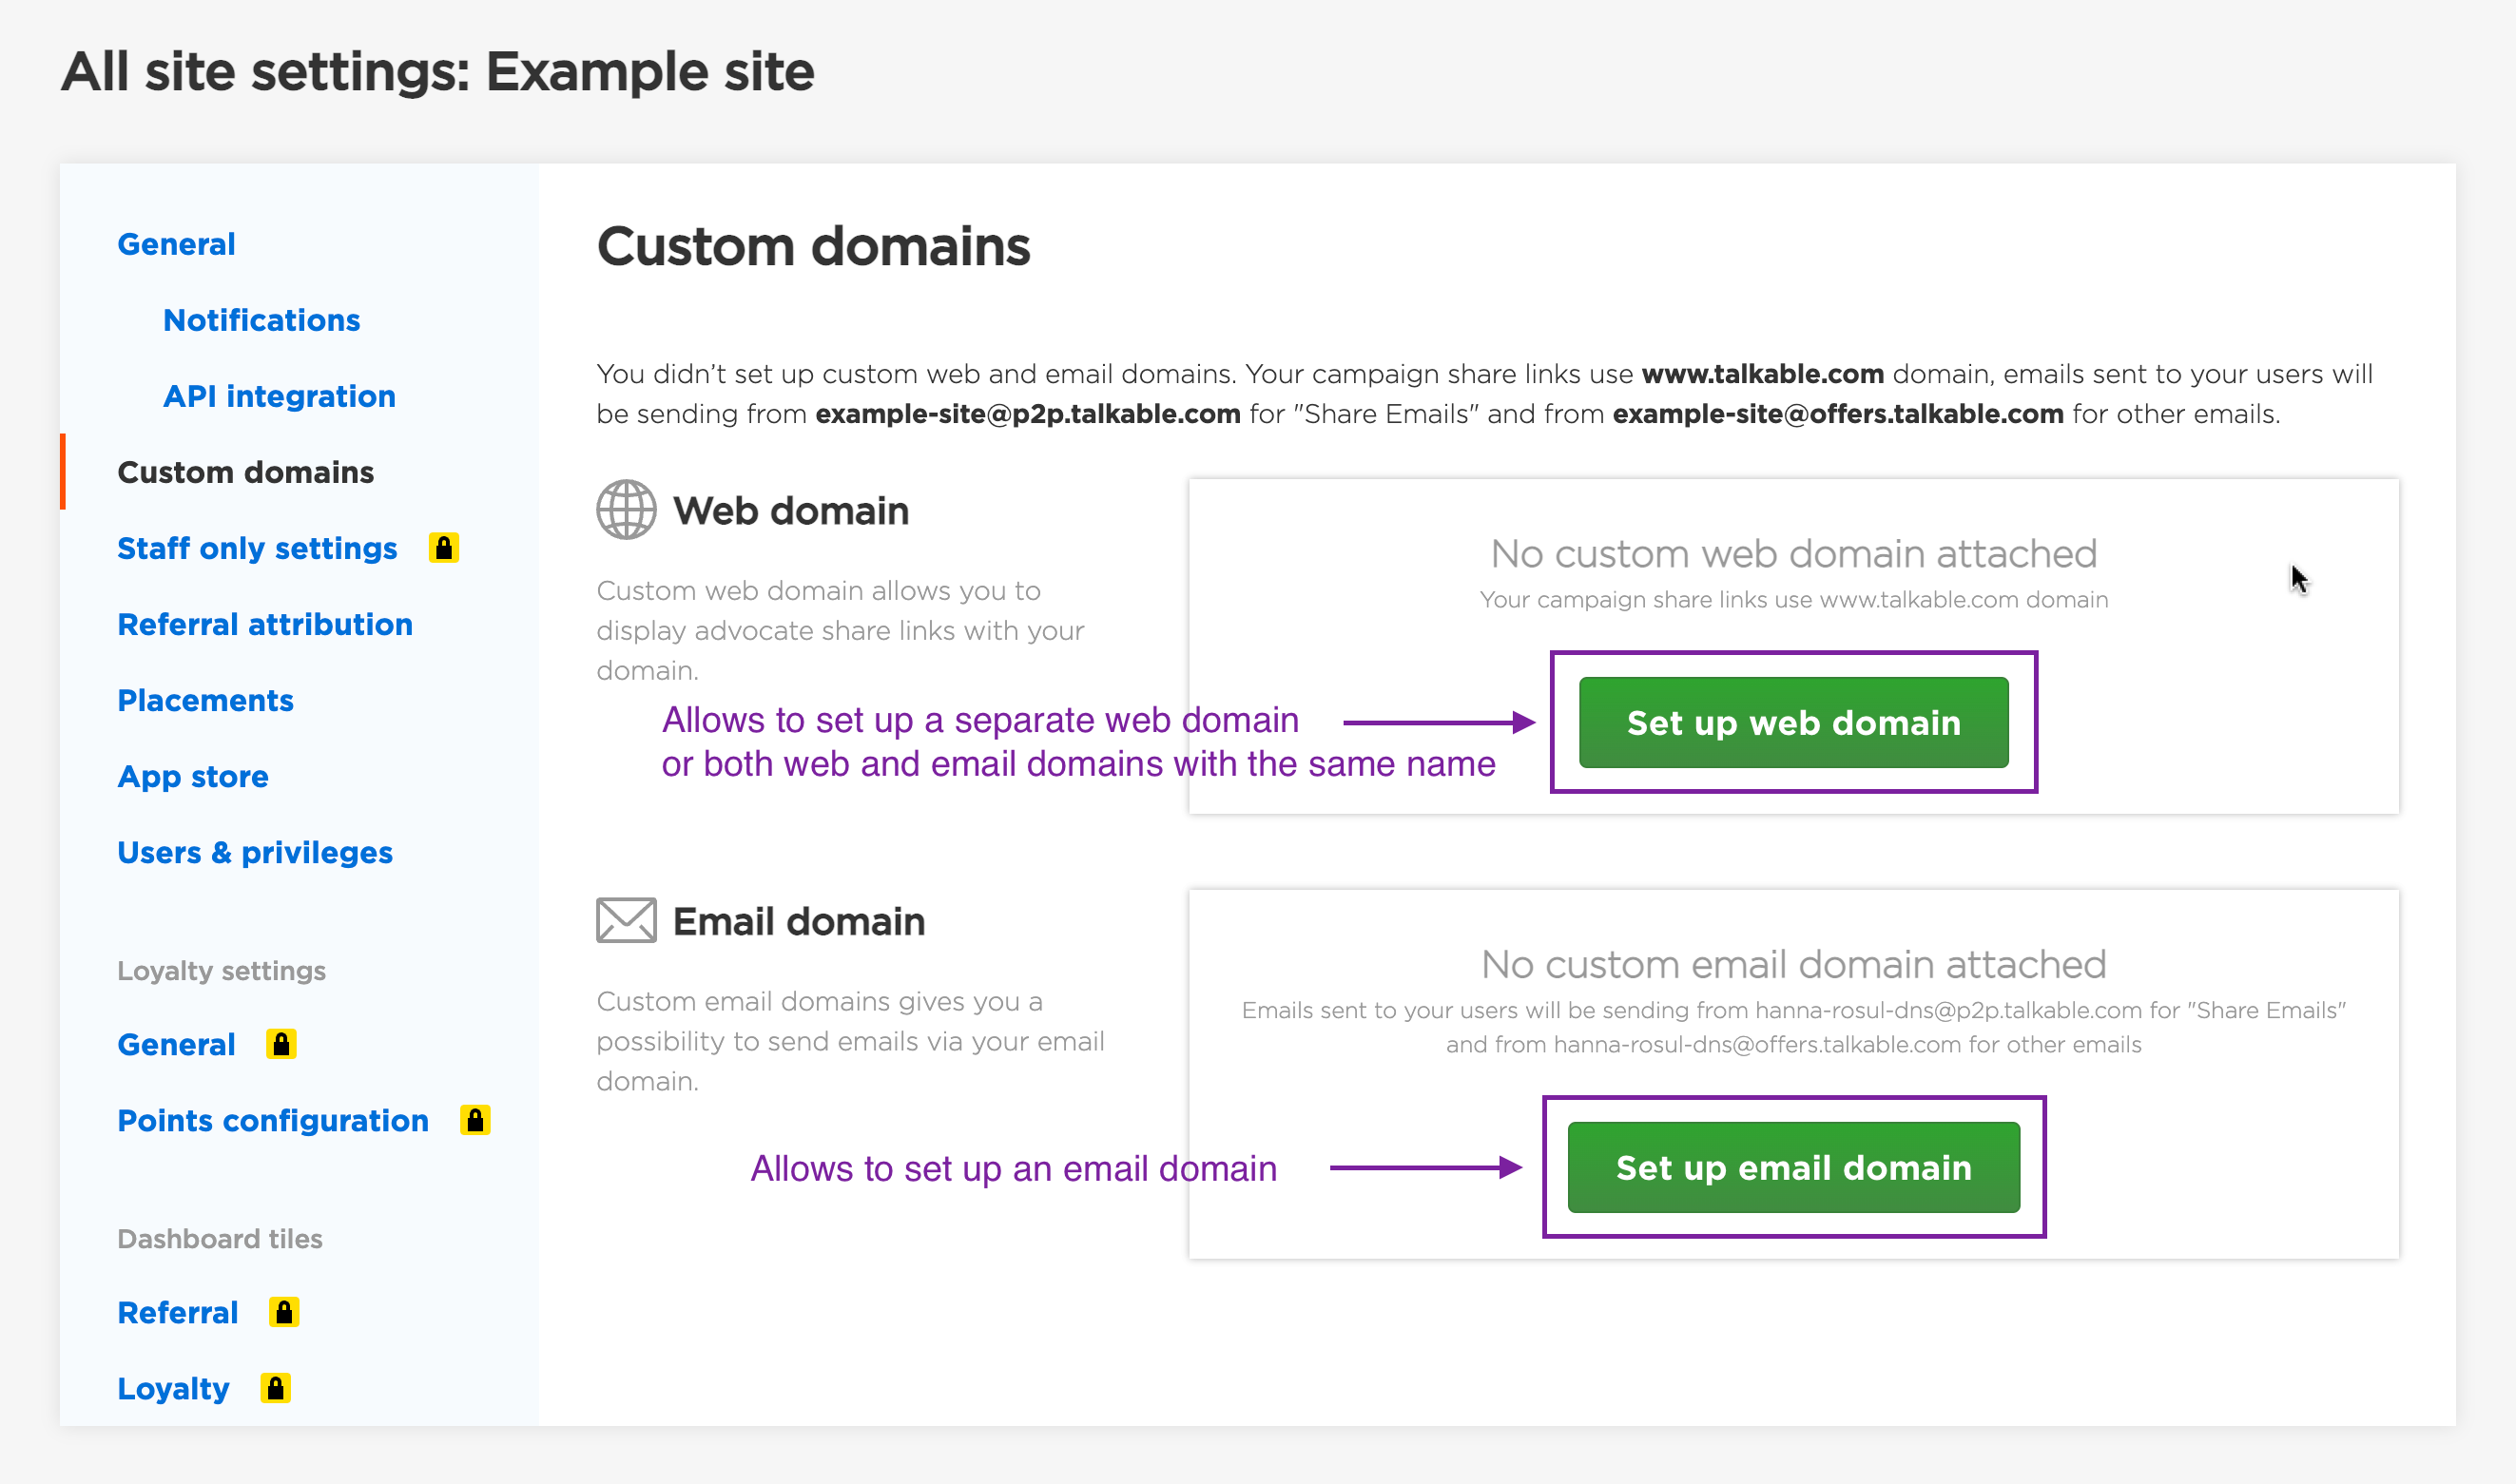 All site settings: Example site
General
Notifications
API integration
Custom domains
Staff only settings
Referral attribution
Placements
App store
Users & privileges
Loyalty settings
General
Points configuration
Dashboard tiles
Referral
Loyalty
Custom domains
You didn’t set up custom web and email domains. Your campaign share links use www.talkable.com domain, emails sent to your users will
be sending from example-site@p2p.talkable.com for "Share Emails" and from example-site@offers.talkable.com for other emails.
Web domain
Custom web domain allows you to
display advocate share links with your
domain.
No custom web domain attached
Your campaign share links use www.talkable.com domain
Allows to set up a separate web domain
or both web and email domains with the same name
Set up web domain
Email domain
Custom email domains gives you a
possibility to send emails via your email
domain.
No custom email domain attached
Emails sent to your users will be sending from hanna-rosul-dns@p2p.talkable.com for "Share Emails"
and from hanna-rosul-dns@offers.talkable.com for other emails
Allows to set up an email domain
Set up email domain